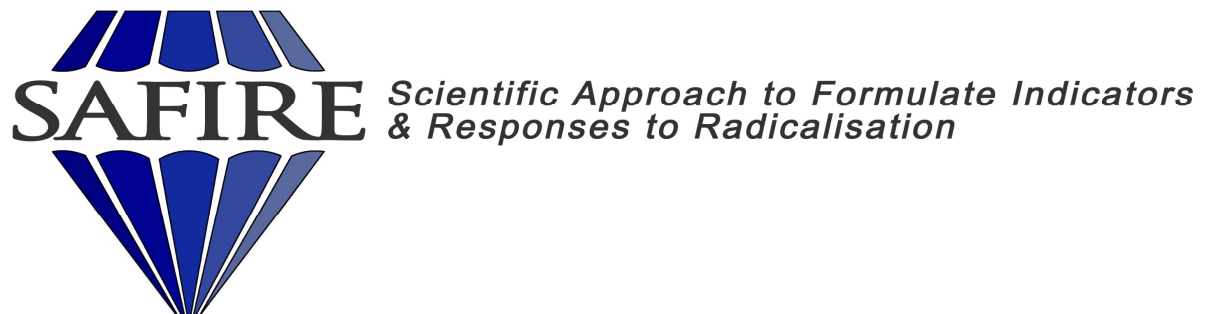 SAFIRE
Scientific Approach to Formulate Indicators
& Responses to Radicalisation